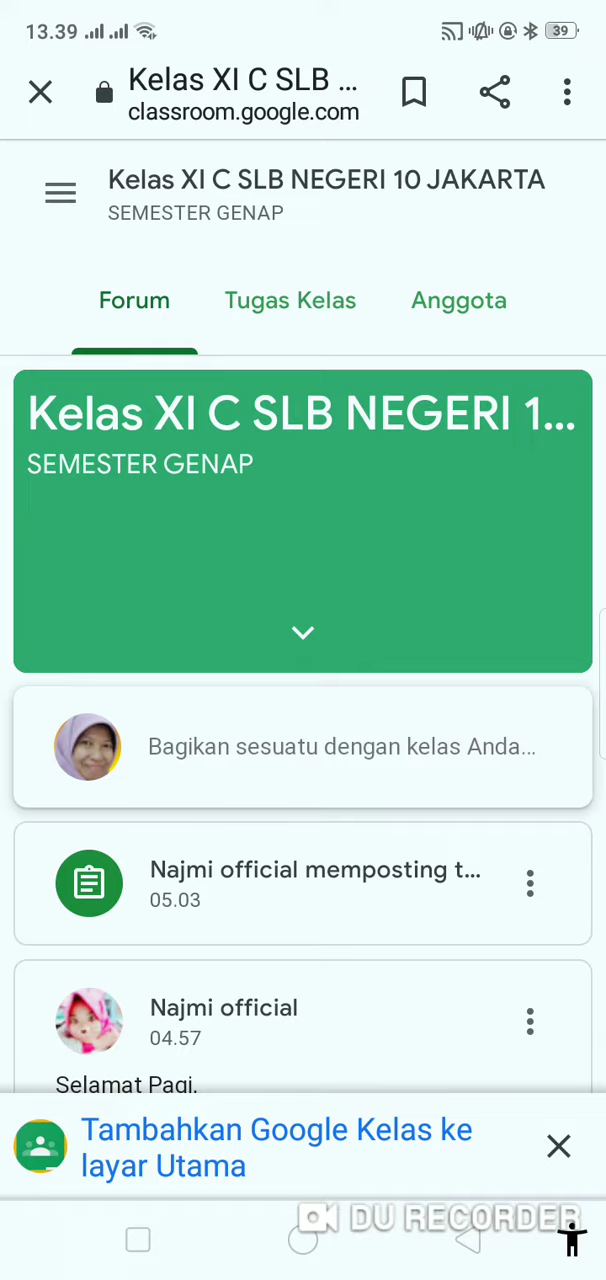 13.39
39
Kelas XI C SLB ...
classroom.google.com
Kelas XI C SLB NEGERI 10 JAKARTA
SEMESTER GENAP
Forum
Tugas Kelas
Anggota
Kelas XI C SLB NEGERI 1...
SEMESTER GENAP
Bagikan sesuatu dengan kelas Anda...
Najmi official memposting t...
05.03
Najmi official
04.57
Selamat Pagi.
Tambahkan Google Kelas ke
layar Utama
DU RECORDER